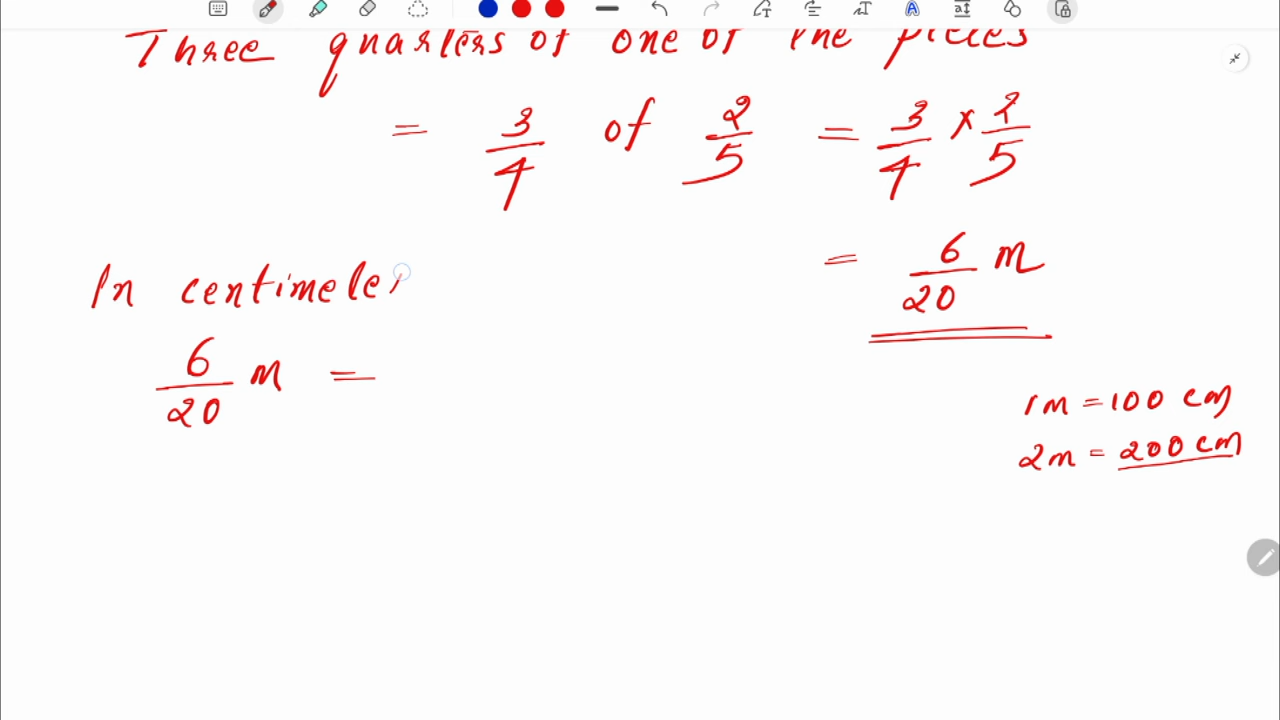 Three quarters of one of the pieces
= 3/4 of 2/5 = 3/4 × 2/5
= 6/20 m
In centimeter
6/20 m =
1m = 100 cm
2m = 200 cm